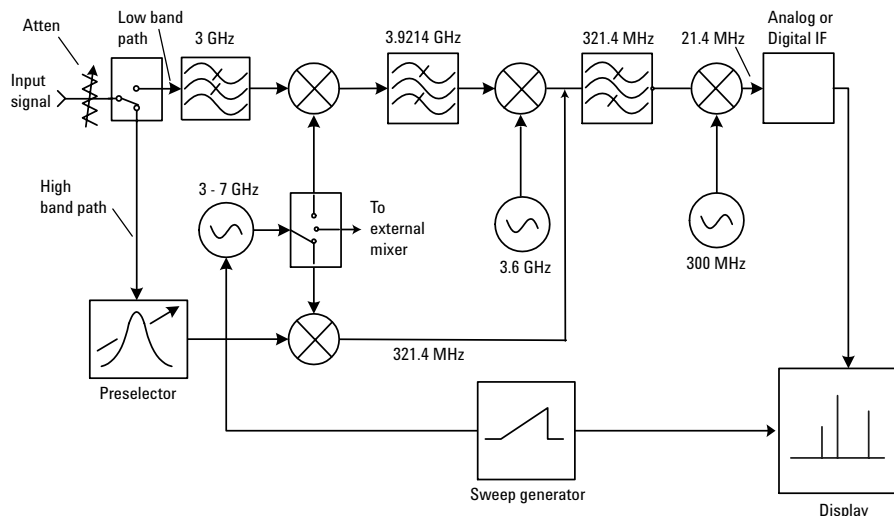 Atten
Low band
path
3 GHz
3.9214 GHz
321.4 MHz
21.4 MHz
Analog or
Digital IF
Input
signal
High
band path
3 - 7 GHz
To
external
mixer
3.6 GHz
300 MHz
321.4 MHz
Preselector
Sweep generator
Display